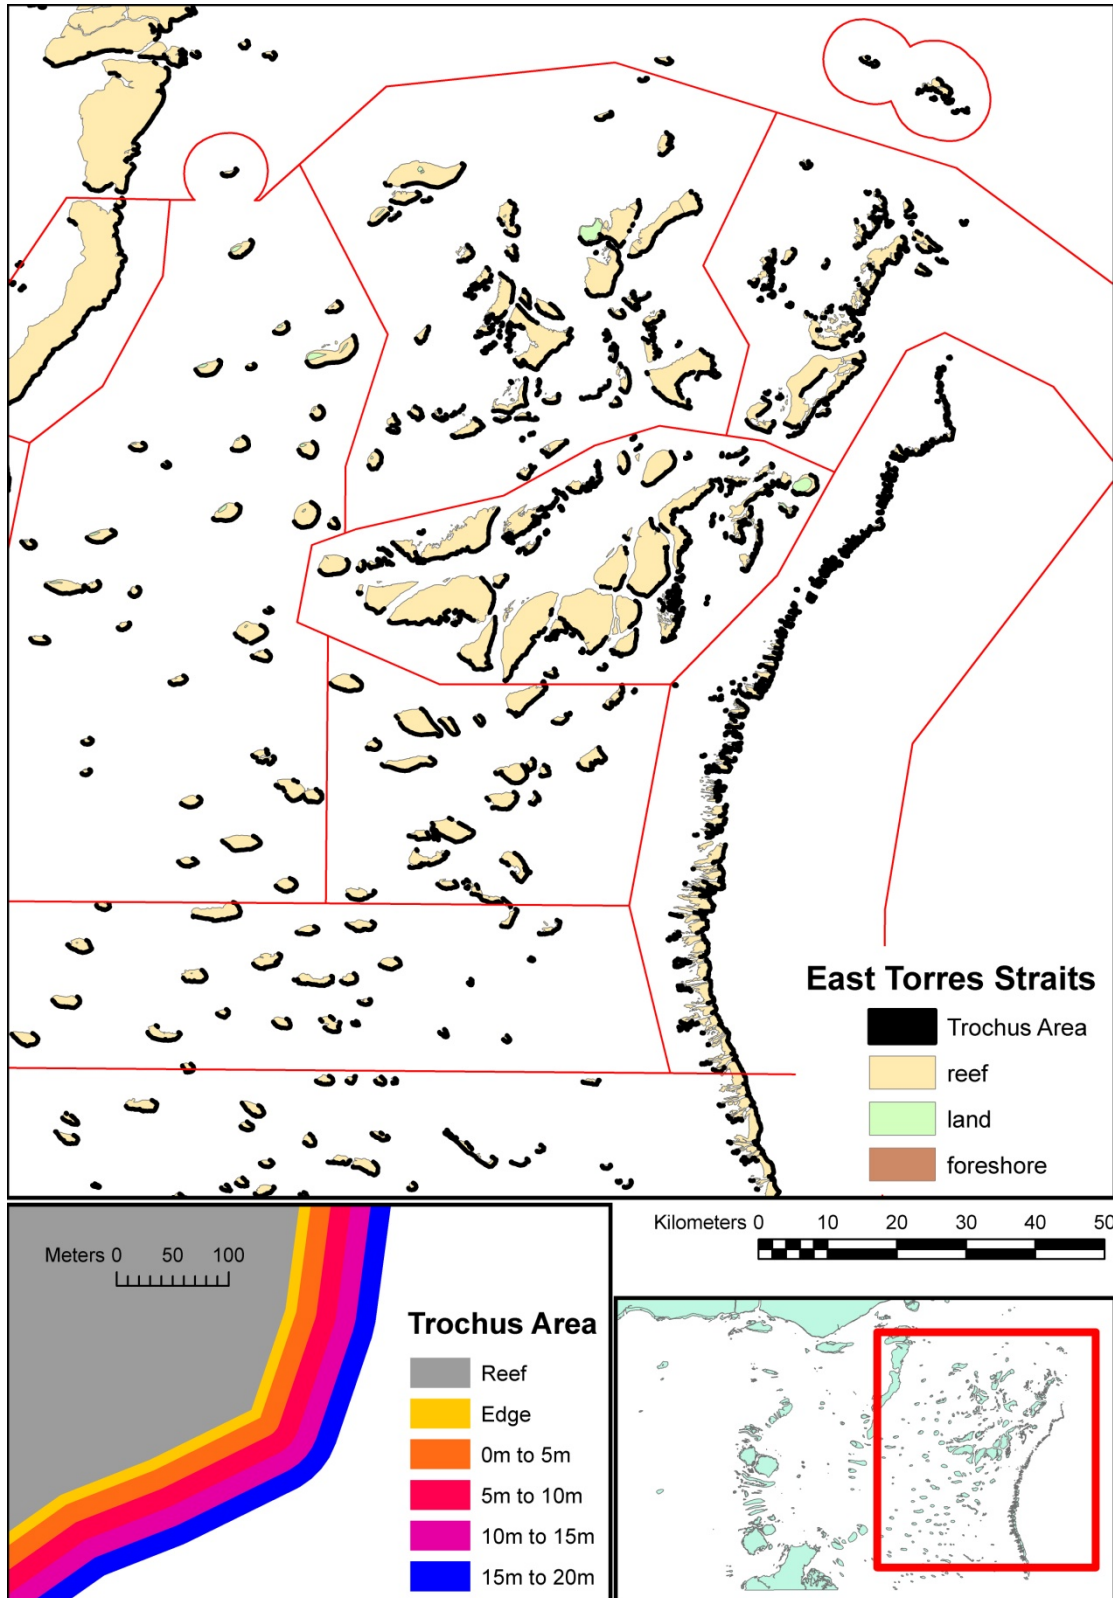 East Torres Straits
Trochus Area
reef
land
foreshore
Meters 0 50 100
Trochus Area
Reef
Edge
0m to 5m
5m to 10m
10m to 15m
15m to 20m
Kilometers 0 10 20 30 40 50